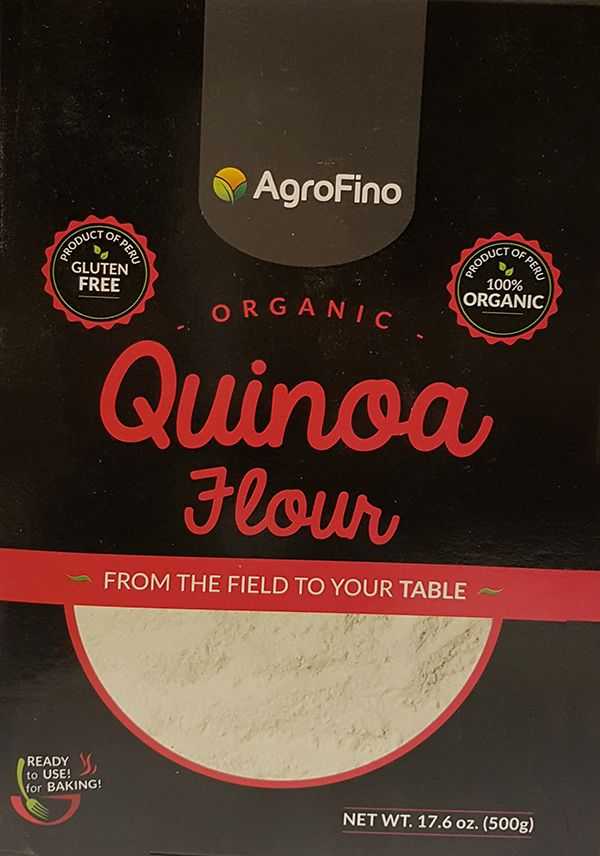 AgroFino
PRODUCT OF PERU
GLUTEN
FREE
PRODUCT OF PERU
100%
ORGANIC
ORGANIC
Quinoa
Flour
FROM THE FIELD TO YOUR TABLE
READY
to USE!
for BAKING!
NET WT. 17.6 oz. (500g)